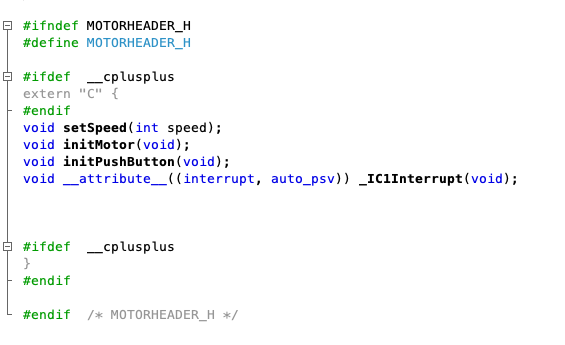 #ifndef MOTORHEADER_H
#define MOTORHEADER_H
#ifdef  __cplusplus
extern "C" {
#endif
void setSpeed(int speed);
void initMotor(void);
void initPushButton(void);
void __attribute__((interrupt, auto_psv)) _IC1Interrupt(void);
#ifdef  __cplusplus
}
#endif
#endif  /* MOTORHEADER_H */